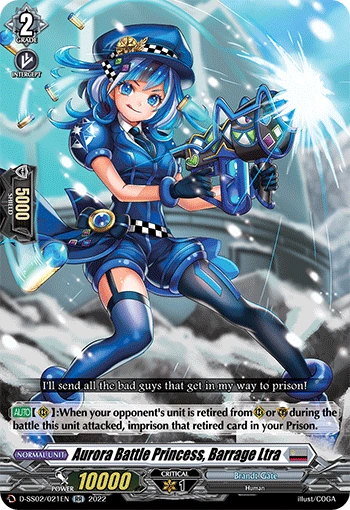 2
GRADE
INTERCEPT
5000
SHIELD
I'll send all the bad guys that get in my way to prison!
AUTO【 】:When your opponent's unit is retired from or during the
battle this unit attacked, imprison that retired card in your Prison.
NORMAL UNIT Aurora Battle Princess, Barrage Ltra
POWER 10000 CRITICAL 1 Brandt Gate
Human
D-SS02/021EN RR 2022 illust/COGA